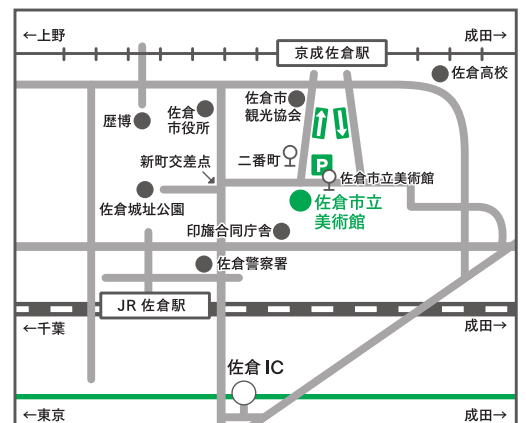 ←上野
成田→
京成佐倉駅
佐倉高校
佐倉市
観光協会
佐倉
市役所
歴博
新町交差点
二番町
P
佐倉市立美術館
佐倉城址公園
佐倉市立
美術館
印旛合同庁舎
佐倉警察署
JR 佐倉駅
←千葉
成田→
佐倉 IC
←東京
成田→